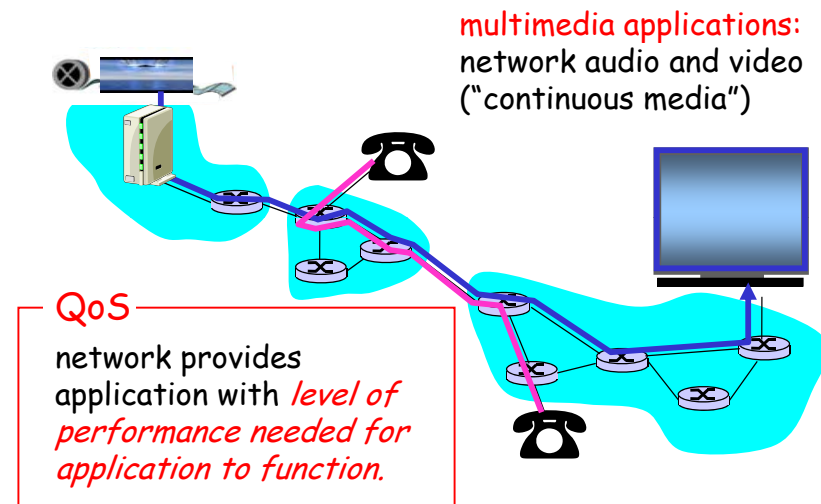 multimedia applications:
network audio and video
(“continuous media”)
QoS
network provides
application with level of
performance needed for
application to function.